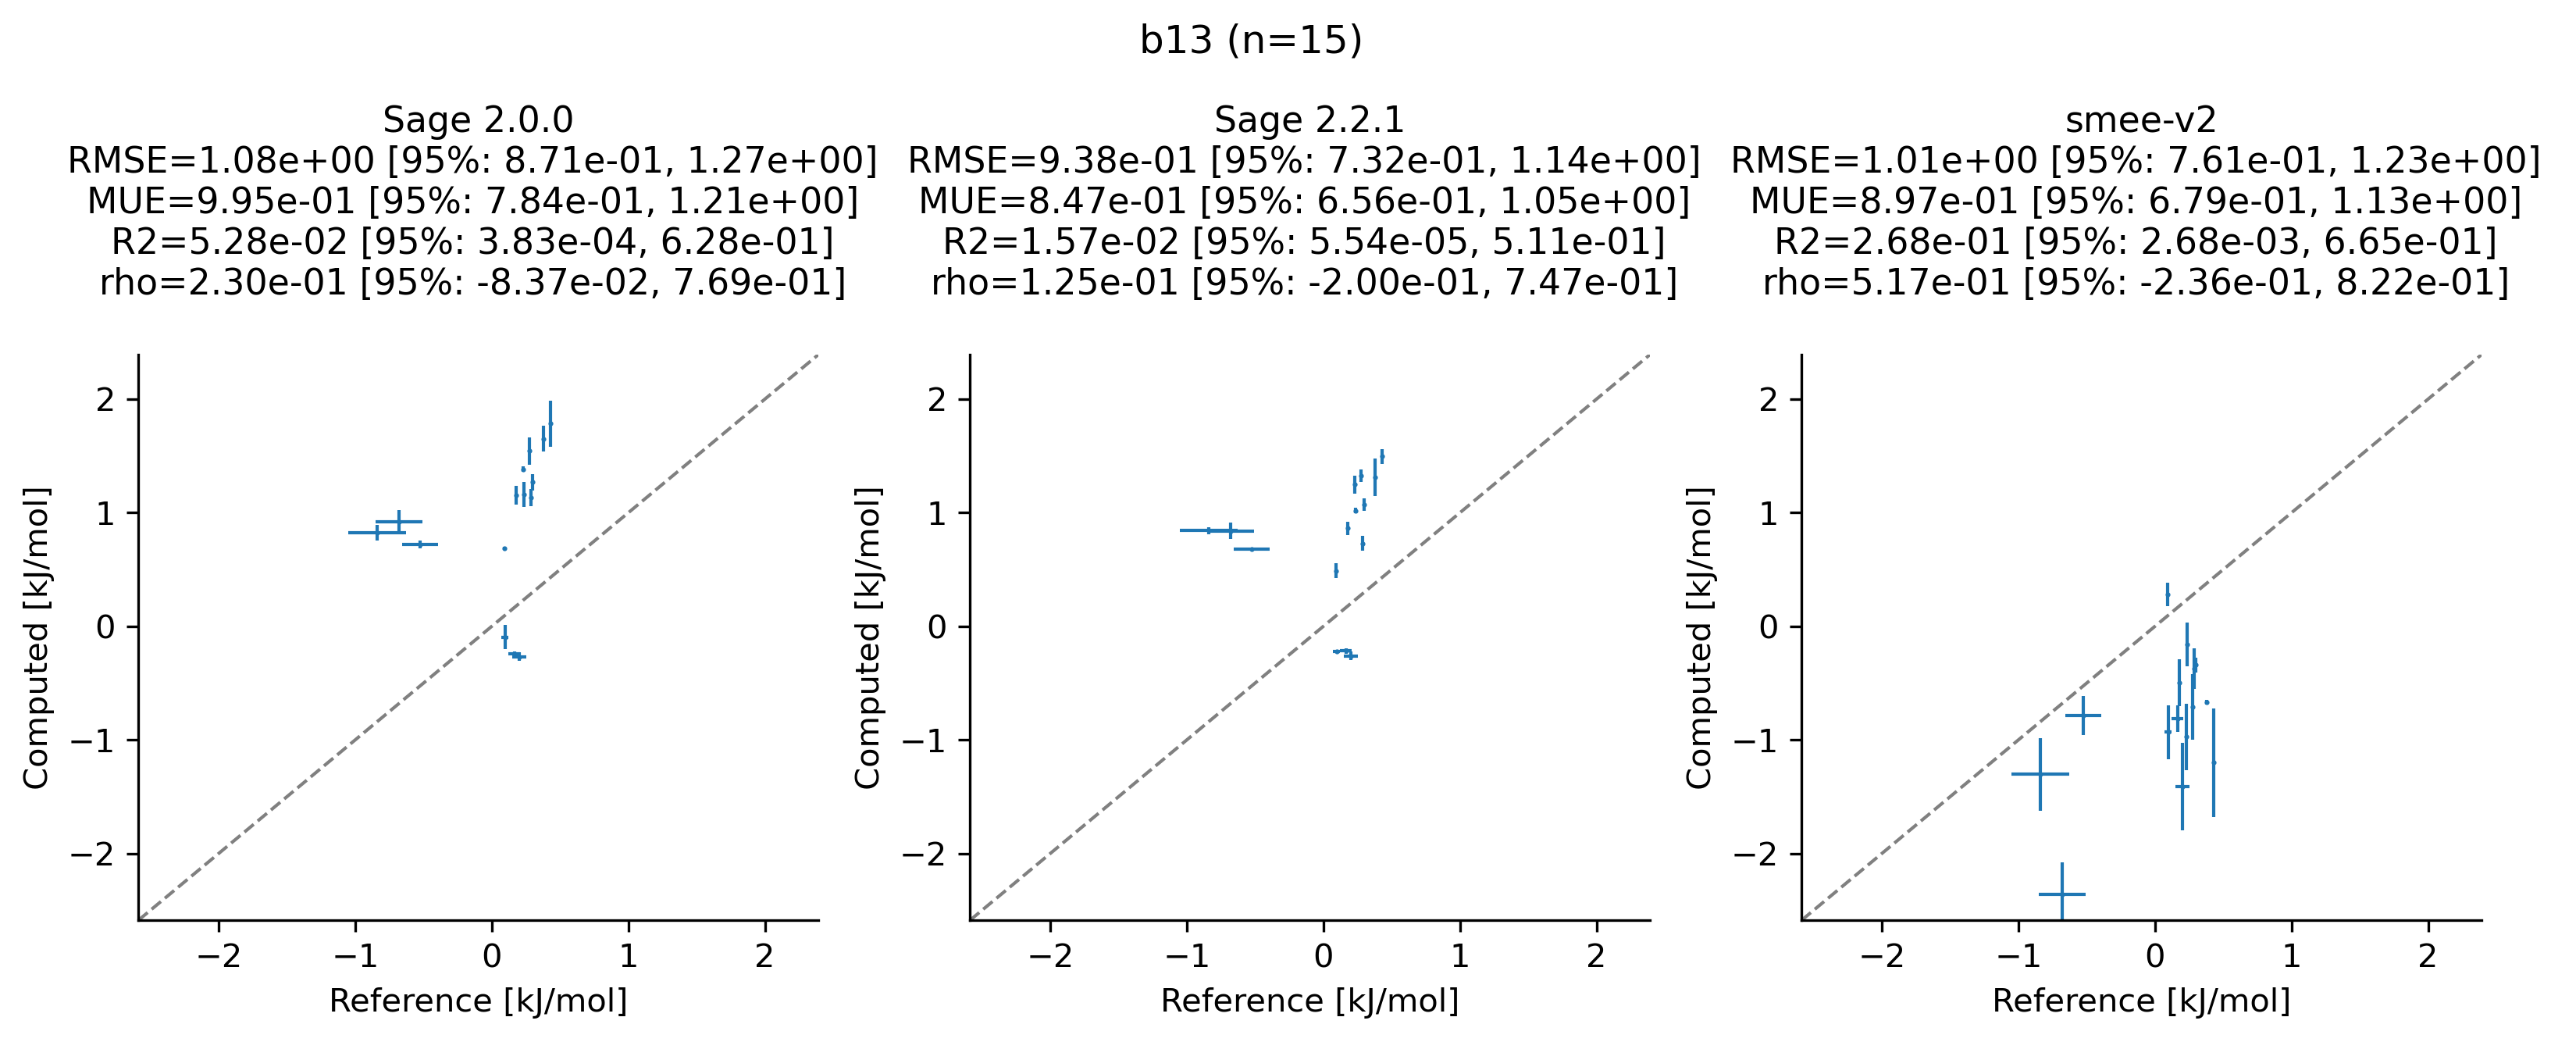 b13 (n=15)
Sage 2.0.0
RMSE=1.08e+00 [95%: 8.71e-01, 1.27e+00]
MUE=9.95e-01 [95%: 7.84e-01, 1.21e+00]
R2=5.28e-02 [95%: 3.83e-04, 6.28e-01]
rho=2.30e-01 [95%: -8.37e-02, 7.69e-01]
2
1
0
−1
−2
Computed [kJ/mol]
−2
−1
0
1
2
Reference [kJ/mol]
Sage 2.2.1
RMSE=9.38e-01 [95%: 7.32e-01, 1.14e+00]
MUE=8.47e-01 [95%: 6.56e-01, 1.05e+00]
R2=1.57e-02 [95%: 5.54e-05, 5.11e-01]
rho=1.25e-01 [95%: -2.00e-01, 7.47e-01]
2
1
0
−1
−2
Computed [kJ/mol]
−2
−1
0
1
2
Reference [kJ/mol]
smee-v2
RMSE=1.01e+00 [95%: 7.61e-01, 1.23e+00]
MUE=8.97e-01 [95%: 6.79e-01, 1.13e+00]
R2=2.68e-01 [95%: 2.68e-03, 6.65e-01]
rho=5.17e-01 [95%: -2.36e-01, 8.22e-01]
2
1
0
−1
−2
Computed [kJ/mol]
−2
−1
0
1
2
Reference [kJ/mol]